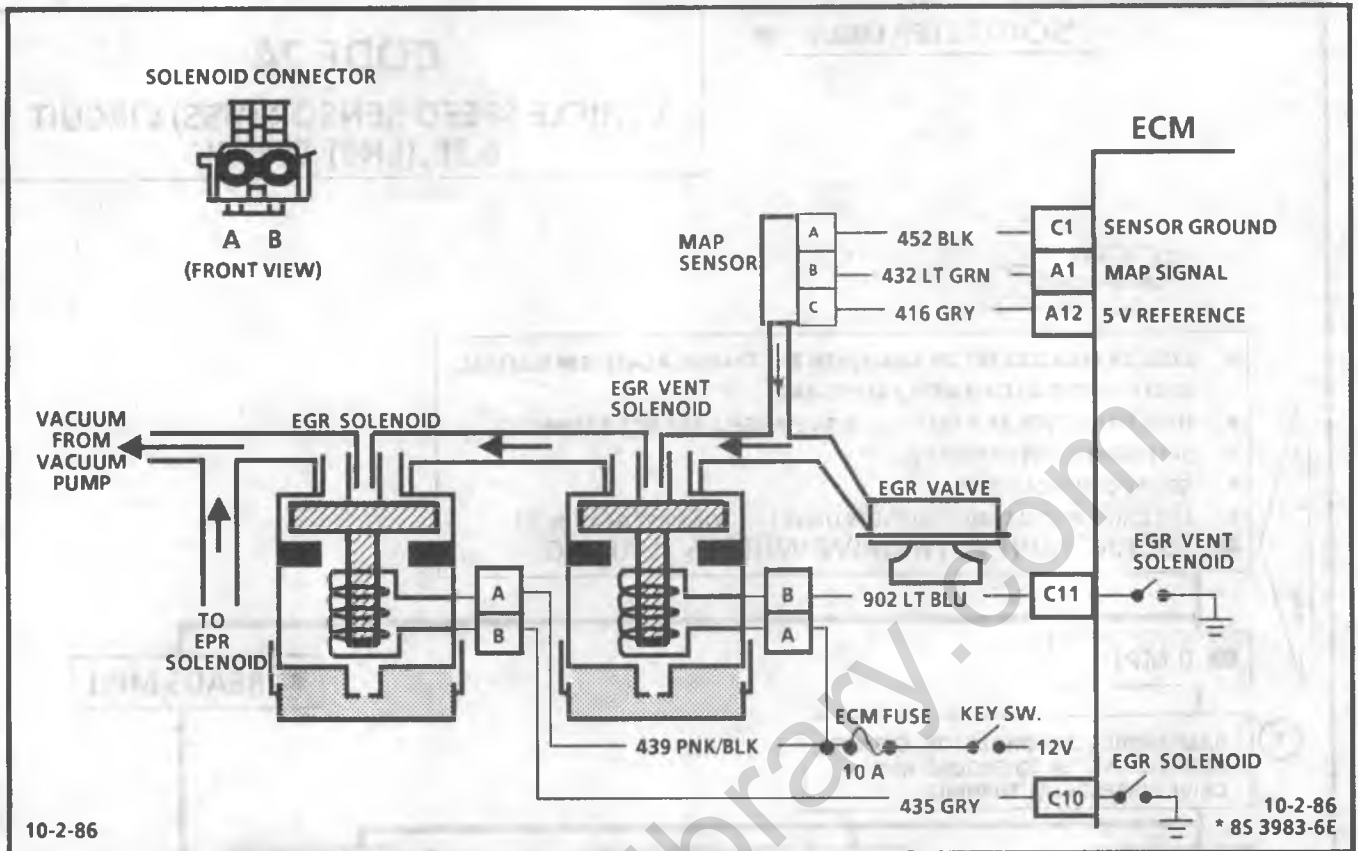 SOLENOID CONNECTOR
A B
(FRONT VIEW)
ECM
MAP
SENSOR
A
452 BLK
C1
SENSOR GROUND
B
432 LT GRN
A1
MAP SIGNAL
C
416 GRY
A12
5 V REFERENCE
VACUUM
FROM
VACUUM
PUMP
EGR SOLENOID
EGR VENT
SOLENOID
EGR VALVE
EGR VENT
SOLENOID
TO
EPR
SOLENOID
A
B
B
A
902 LT BLU
C11
439 PNK/BLK
ECM FUSE
10 A
KEY SW.
12V
435 GRY
C10
EGR SOLENOID
10-2-86
10-2-86
* 8S 3983-6E
library.com